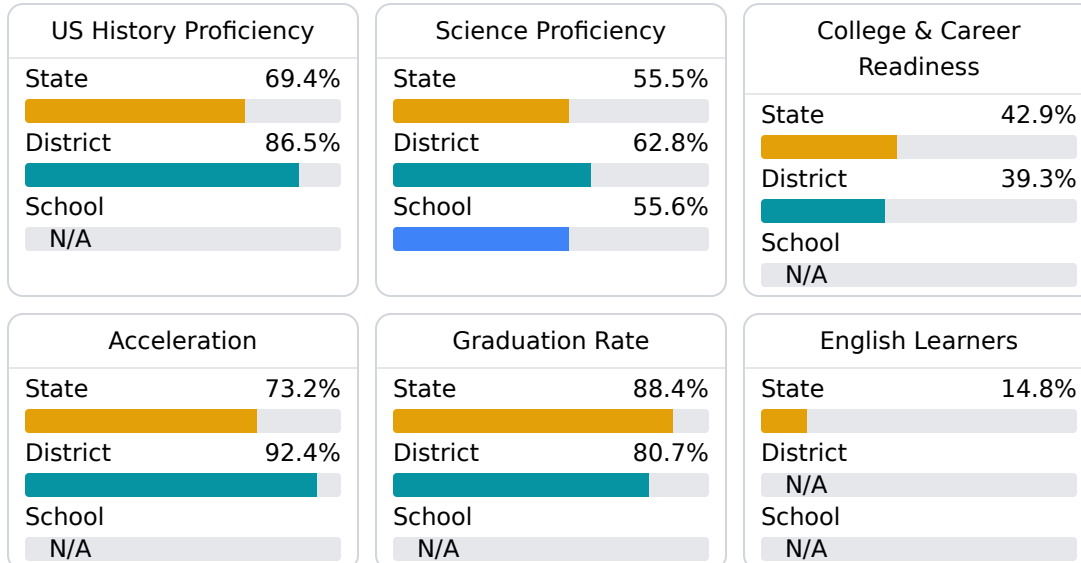 US History Proficiency
State 69.4%
District 86.5%
School
N/A
Science Proficiency
State 55.5%
District 62.8%
School 55.6%
College & Career
Readiness
State 42.9%
District 39.3%
School
N/A
Acceleration
State 73.2%
District 92.4%
School
N/A
Graduation Rate
State 88.4%
District 80.7%
School
N/A
English Learners
State 14.8%
District
N/A
School
N/A